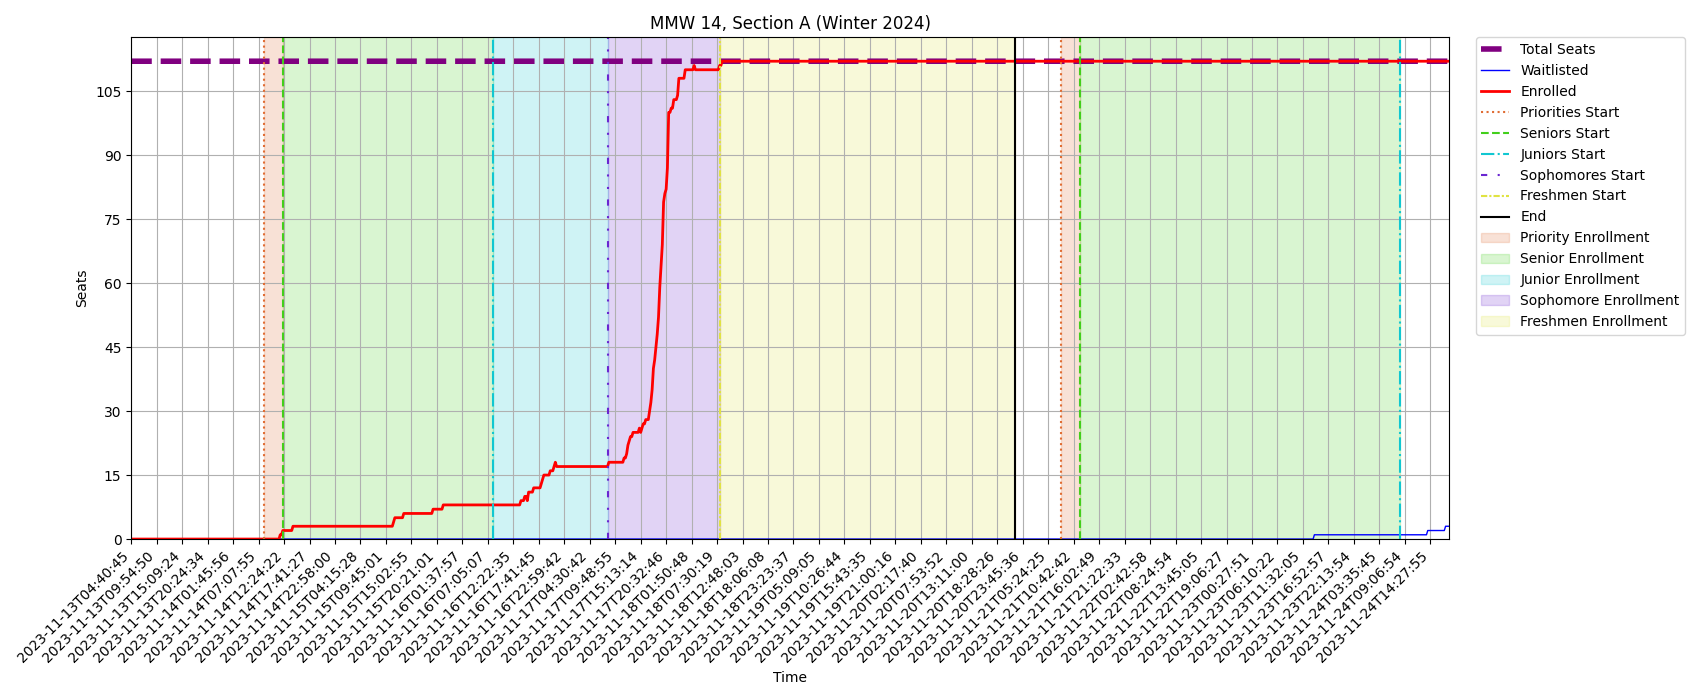 MMW 14, Section A (Winter 2024)
Total Seats
Waitlisted
Enrolled
Priorities Start
Seniors Start
Juniors Start
Sophomores Start
Freshmen Start
End
Priority Enrollment
Senior Enrollment
Junior Enrollment
Sophomore Enrollment
Freshmen Enrollment
Seats
105
90
75
60
45
30
15
0
2023-11-13T04:40:45
2023-11-13T09:54:50
2023-11-13T15:09:24
2023-11-13T20:24:34
2023-11-14T01:45:56
2023-11-14T07:07:55
2023-11-14T12:24:22
2023-11-14T17:41:27
2023-11-14T22:58:00
2023-11-15T04:15:28
2023-11-15T09:45:01
2023-11-15T15:02:55
2023-11-15T20:21:01
2023-11-16T01:37:57
2023-11-16T07:05:07
2023-11-16T12:22:35
2023-11-16T17:41:45
2023-11-16T22:59:42
2023-11-17T04:30:42
2023-11-17T09:48:55
2023-11-17T15:13:14
2023-11-17T20:32:46
2023-11-18T01:50:48
2023-11-18T07:30:19
2023-11-18T12:48:03
2023-11-18T18:06:08
2023-11-18T23:23:37
2023-11-19T05:09:05
2023-11-19T10:26:44
2023-11-19T15:43:35
2023-11-19T21:00:16
2023-11-20T02:17:40
2023-11-20T07:53:52
2023-11-20T13:11:00
2023-11-20T18:28:26
2023-11-20T23:45:36
2023-11-21T05:24:25
2023-11-21T10:42:42
2023-11-21T16:02:49
2023-11-21T21:22:33
2023-11-22T02:42:58
2023-11-22T08:24:54
2023-11-22T13:45:05
2023-11-22T19:06:27
2023-11-23T00:27:51
2023-11-23T06:10:22
2023-11-23T11:32:05
2023-11-23T16:52:57
2023-11-23T22:13:54
2023-11-24T03:35:45
2023-11-24T09:06:54
2023-11-24T14:27:55
Time